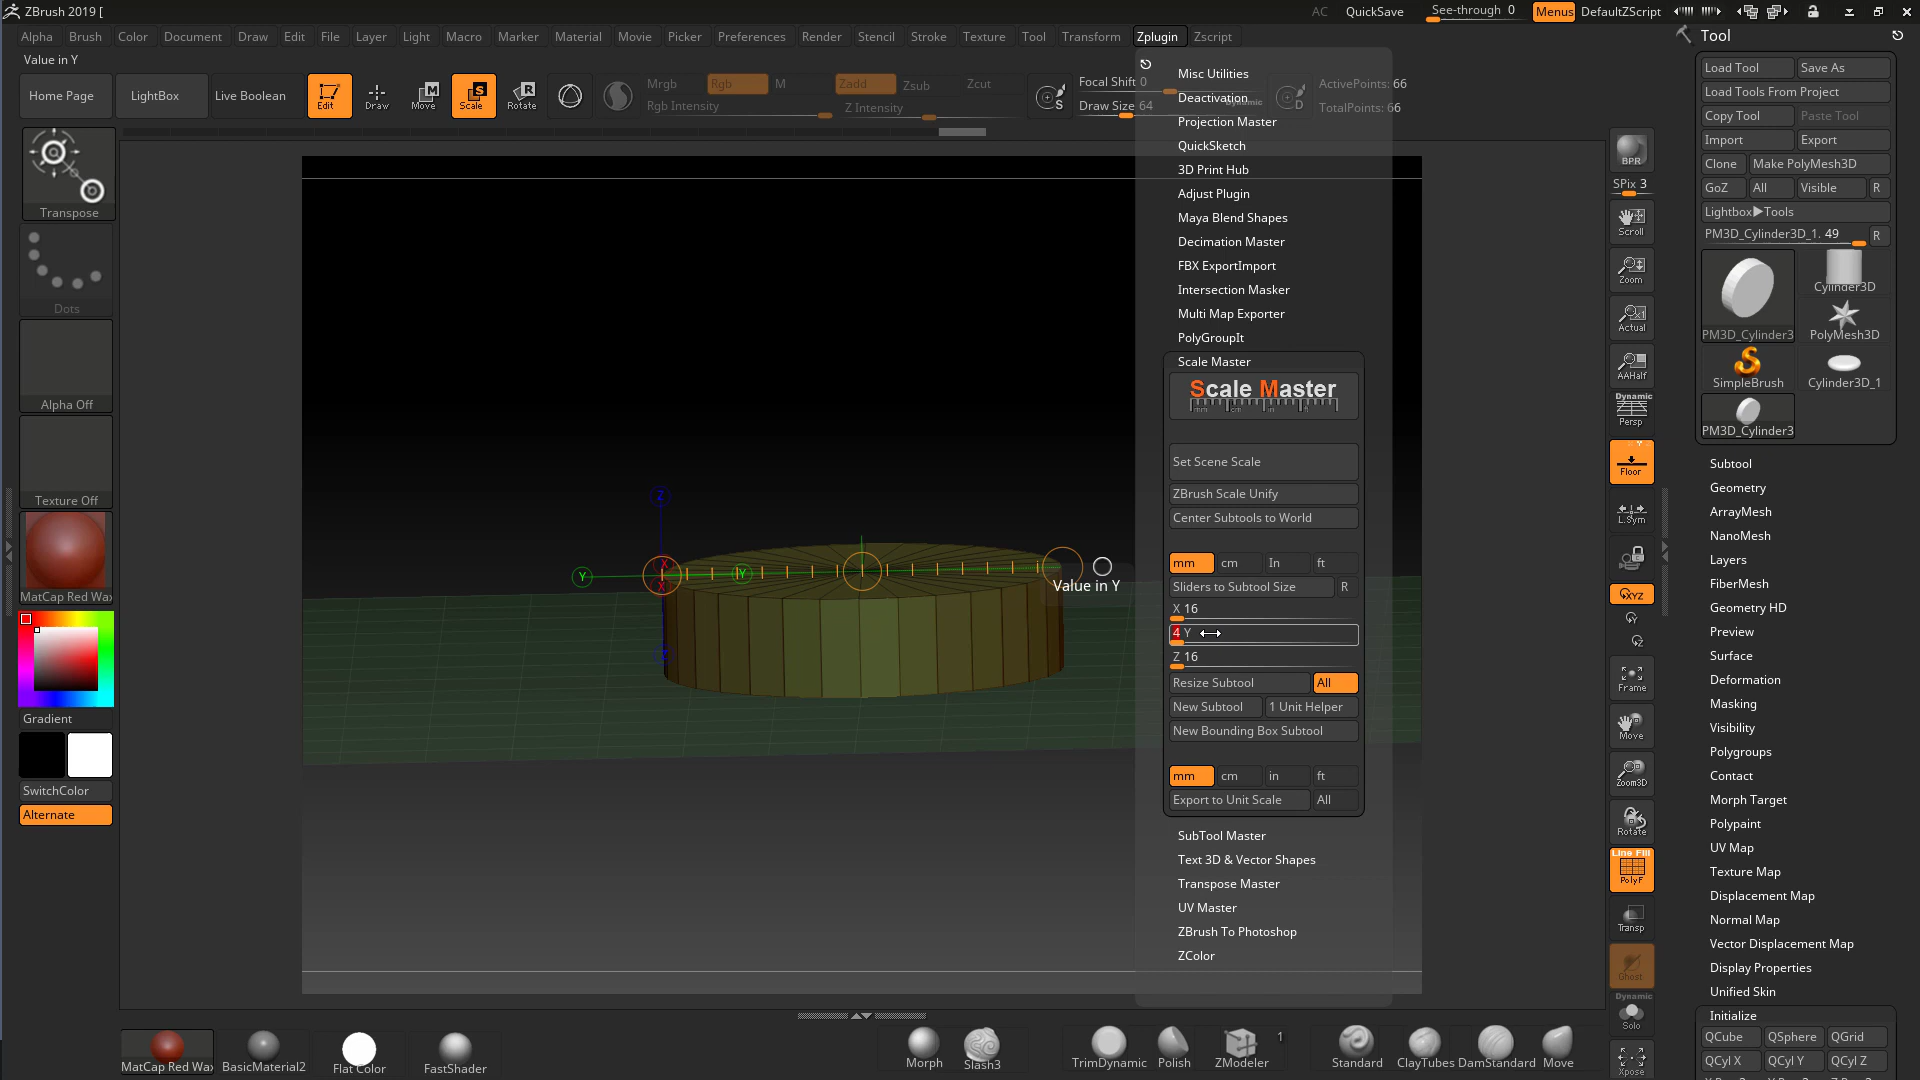 ZBrush 2019 [
AC
QuickSave
See-through 0
Menus
DefaultZScript
Alpha
Brush
Color
Document
Draw
Edit
File
Layer
Light
Macro
Marker
Material
Movie
Picker
Preferences
Render
Stencil
Stroke
Texture
Tool
Transform
Zplugin
Zscript
Value in Y
Home Page
LightBox
Live Boolean
Edit
Draw
Move
Scale
Rotate
Mrgb
Rgb
M
Rgb Intensity
Zadd
Zsub
Zcut
Z Intensity
Focal Shift 0
Draw Size 64
Dynamic
ActivePoints: 66
TotalPoints: 66
Transpose
Dots
Alpha Off
Texture Off
MatCap Red Wax
Gradient
SwitchColor
Alternate
Z
Y
X
Y
X
Value in Y
Misc Utilities
Deactivation
Projection Master
QuickSketch
3D Print Hub
Adjust Plugin
Maya Blend Shapes
Decimation Master
FBX ExportImport
Intersection Masker
Multi Map Exporter
PolyGroupIt
Scale Master
Scale Master
mm cm in ft
Set Scene Scale
ZBrush Scale Unify
Center Subtools to World
mm cm In ft
Sliders to Subtool Size R
X 16
4 Y
Z 16
Resize Subtool All
New Subtool 1 Unit Helper
New Bounding Box Subtool
mm cm in ft
Export to Unit Scale All
SubTool Master
Text 3D & Vector Shapes
Transpose Master
UV Master
ZBrush To Photoshop
ZColor
BPR
SPix 3
Scroll
Zoom
Actual
AAHalf
Dynamic
Persp
Floor
L.Sym
XYZ
Frame
Move
Zoom3D
Rotate
Line Fill
PolyF
Transp
Ghost
Dynamic
Solo
Xpose
Tool
Load Tool Save As
Load Tools From Project
Copy Tool Paste Tool
Import Export
Clone Make PolyMesh3D
GoZ All Visible R
Lightbox▶Tools
PM3D_Cylinder3D_1. 49 R
PM3D_Cylinder3
Cylinder3D
PolyMesh3D
SimpleBrush
Cylinder3D_1
PM3D_Cylinder3
Subtool
Geometry
ArrayMesh
NanoMesh
Layers
FiberMesh
Geometry HD
Preview
Surface
Deformation
Masking
Visibility
Polygroups
Contact
Morph Target
Polypaint
UV Map
Texture Map
Displacement Map
Normal Map
Vector Displacement Map
Display Properties
Unified Skin
Initialize
QCube QSphere QGrid
QCyl X QCyl Y QCyl Z
MatCap Red Wax
BasicMaterial2
Flat Color
FastShader
Morph
Slash3
TrimDynamic
Polish
ZModeler
1
Standard
ClayTubes
DamStandard
Move